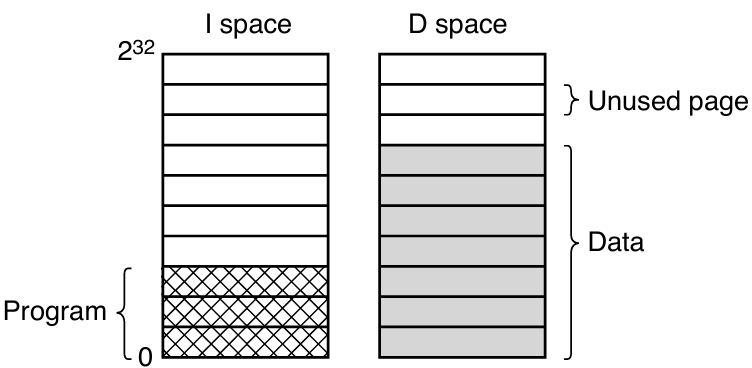 I space
D space
2³²
Unused page
Data
Program
0